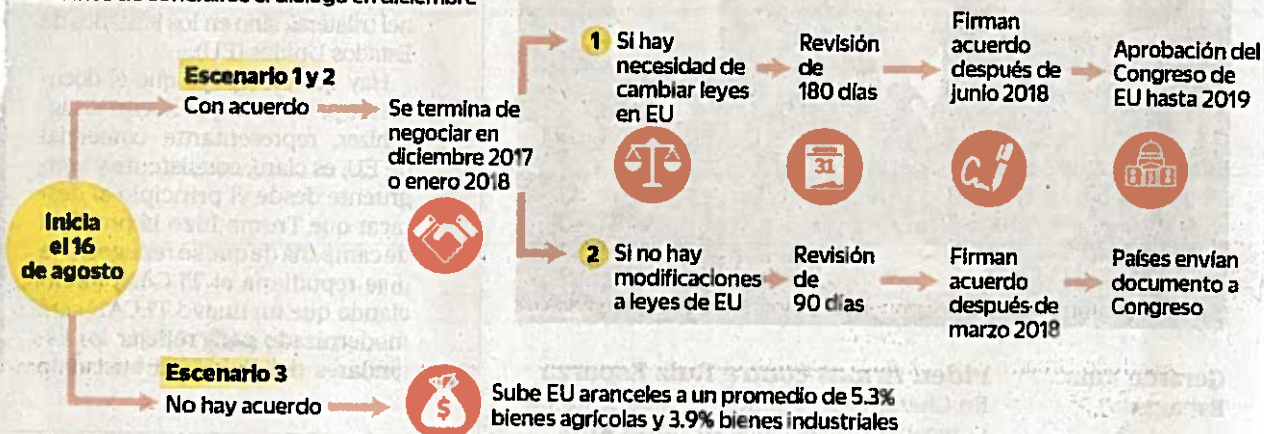 el diálogo en diciembre
Inicia
el 16
de agosto
Escenario 1 y 2
Con acuerdo
Se termina de
negociar en
diciembre 2017
o enero 2018
1 Si hay
necesidad de
cambiar leyes
en EU
Revisión
de
180 días
31
Firman
acuerdo
después de
junio 2018
Aprobación del
Congreso de
EU hasta 2019
2 Si no hay
modificaciones
a leyes de EU
Revisión
de
90 días
Firman
acuerdo
después de
marzo 2018
Países envían
documento a
Congreso
Escenario 3
No hay acuerdo
$
Sube EU aranceles a un promedio de 5.3%
bienes agrícolas y 3.9% bienes industriales